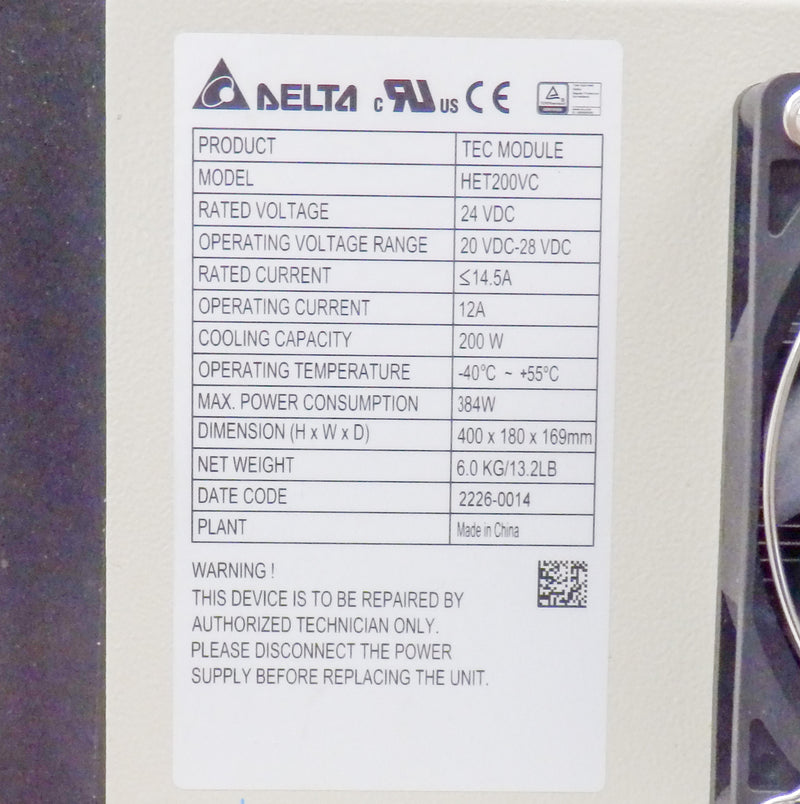 DELTA c RU US CE
PRODUCT TEC MODULE
MODEL HET200VC
RATED VOLTAGE 24 VDC
OPERATING VOLTAGE RANGE 20 VDC-28 VDC
RATED CURRENT ≤14.5A
OPERATING CURRENT 12A
COOLING CAPACITY 200 W
OPERATING TEMPERATURE -40°C ~ +55°C
MAX. POWER CONSUMPTION 384W
DIMENSION (H x W x D) 400 x 180 x 169mm
NET WEIGHT 6.0 KG/13.2LB
DATE CODE 2226-0014
PLANT Made in China
WARNING !
THIS DEVICE IS TO BE REPAIRED BY
AUTHORIZED TECHNICIAN ONLY.
PLEASE DISCONNECT THE POWER
SUPPLY BEFORE REPLACING THE UNIT.